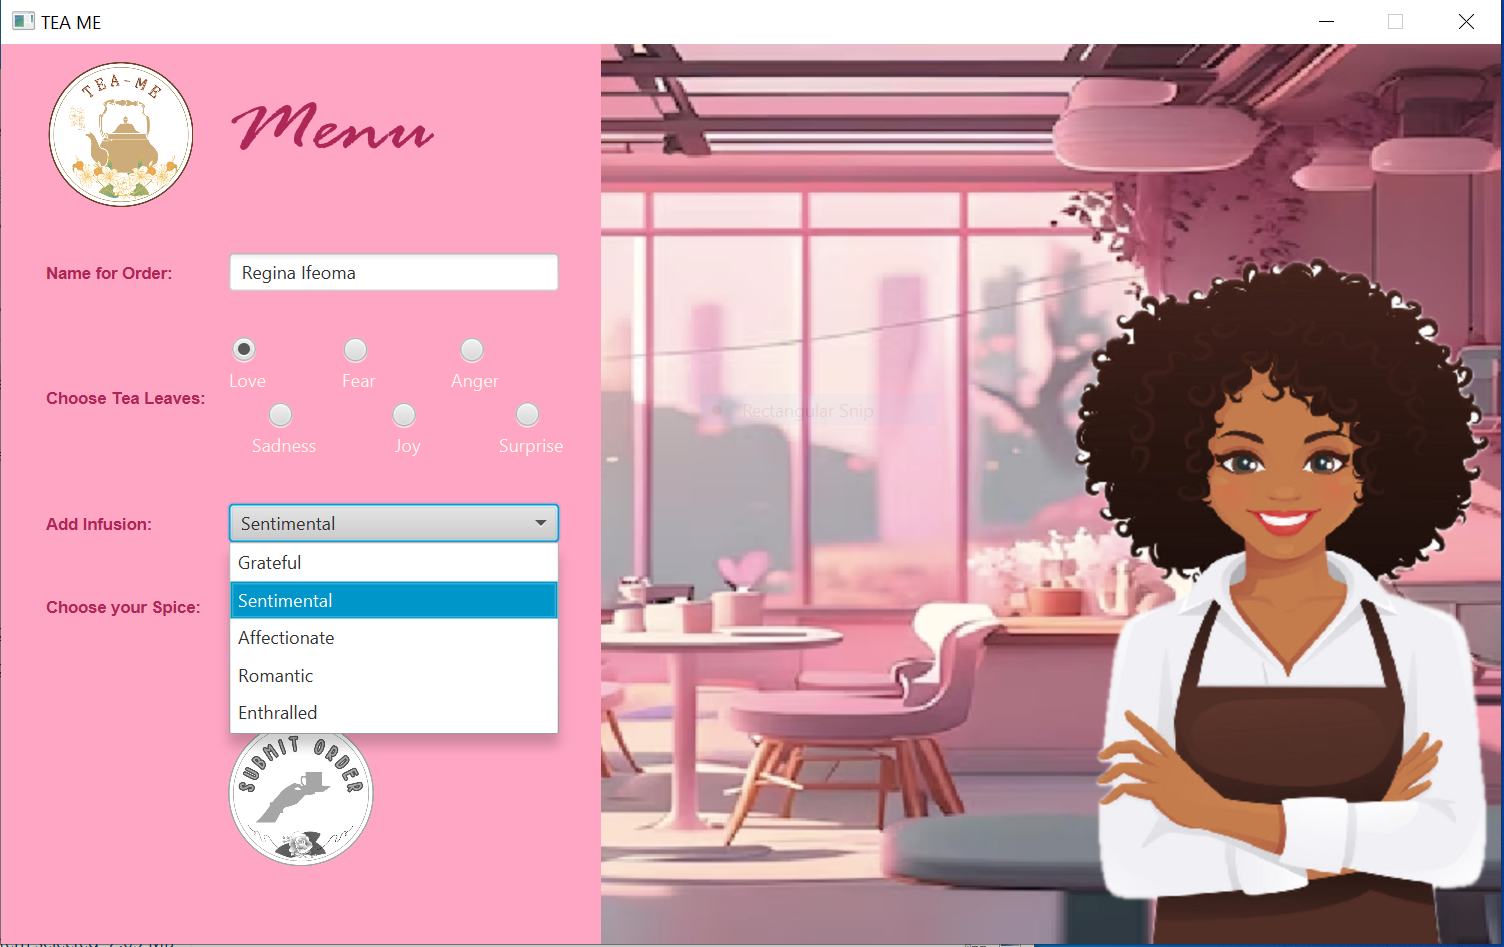 TEA ME
TEA-ME
Menu
Name for Order:
Regina Ifeoma
Love
Fear
Anger
Choose Tea Leaves:
Sadness
Joy
Surprise
Add Infusion:
Sentimental
Grateful
Sentimental
Choose your Spice:
Affectionate
Romantic
Enthralled
SUBMIT ORDER
Rectangular Snip